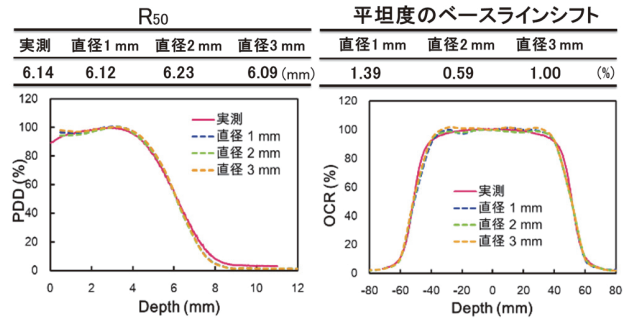 R50
実測 直径1 mm 直径2 mm 直径3 mm
6.14 6.12 6.23 6.09 (mm)
120
100
80
60
40
20
0
PDD (%)
実測
直径 1 mm
直径 2 mm
直径 3 mm
0 2 4 6 8 10 12
Depth (mm)
平坦度のベースラインシフト
直径1 mm 直径2 mm 直径3 mm
1.39 0.59 1.00 (%)
120
100
80
60
40
20
0
OCR (%)
実測
直径 1 mm
直径 2 mm
直径 3 mm
-80 -60 -40 -20 0 20 40 60 80
Depth (mm)